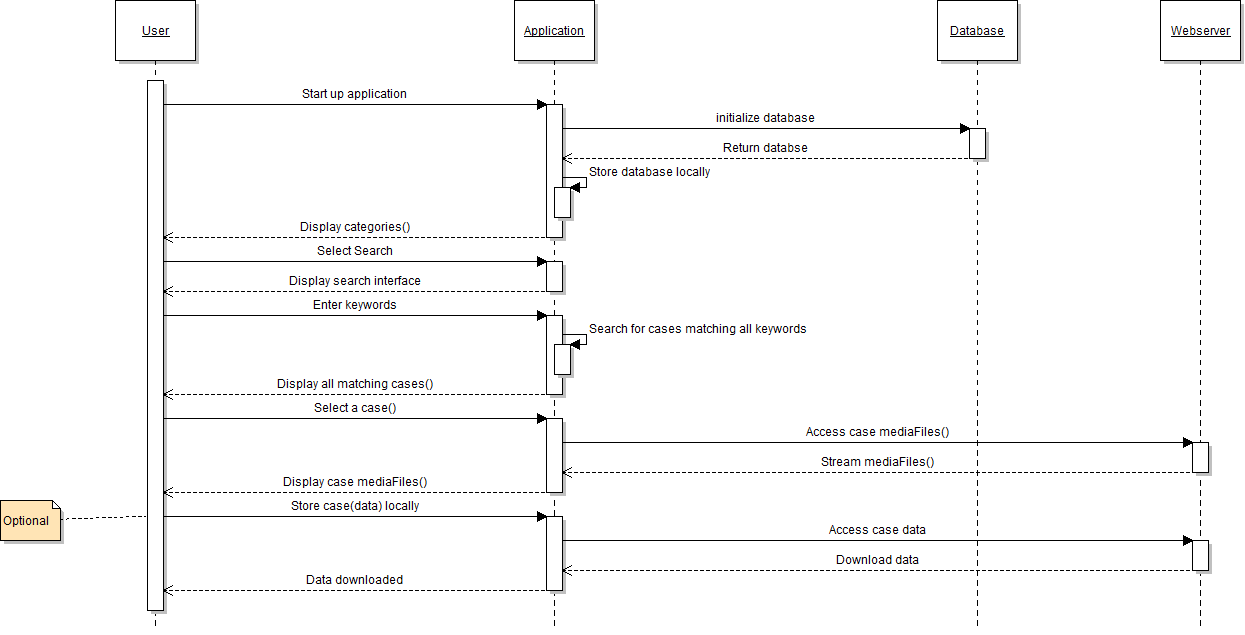 User
Application
Database
Webserver
Start up application
initialize database
Return databse
Store database locally
Display categories()
Select Search
Display search interface
Enter keywords
Search for cases matching all keywords
Display all matching cases()
Select a case()
Access case mediaFiles()
Stream mediaFiles()
Display case mediaFiles()
Store case(data) locally
Optional
Access case data
Download data
Data downloaded